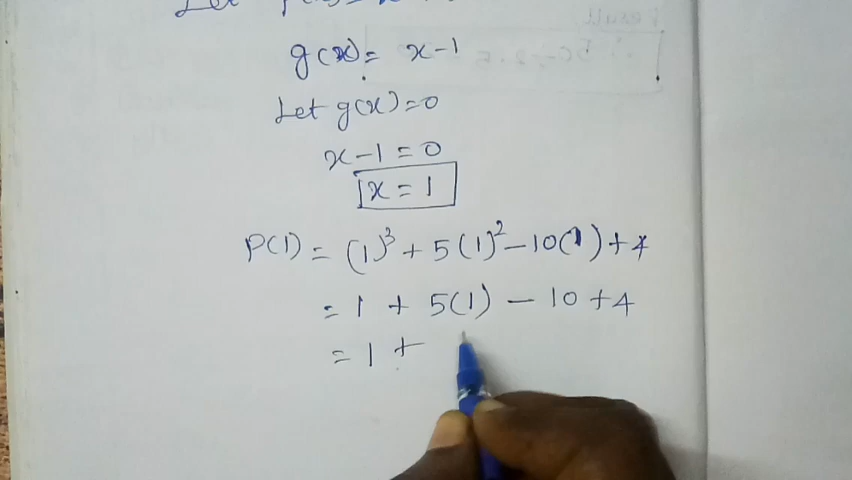 Let
g(x) = x-1
Let g(x)=0
x-1=0
x = 1
P(1) = (1)³ + 5(1)² - 10(1) + 4
= 1 + 5(1) - 10 + 4
= 1 +